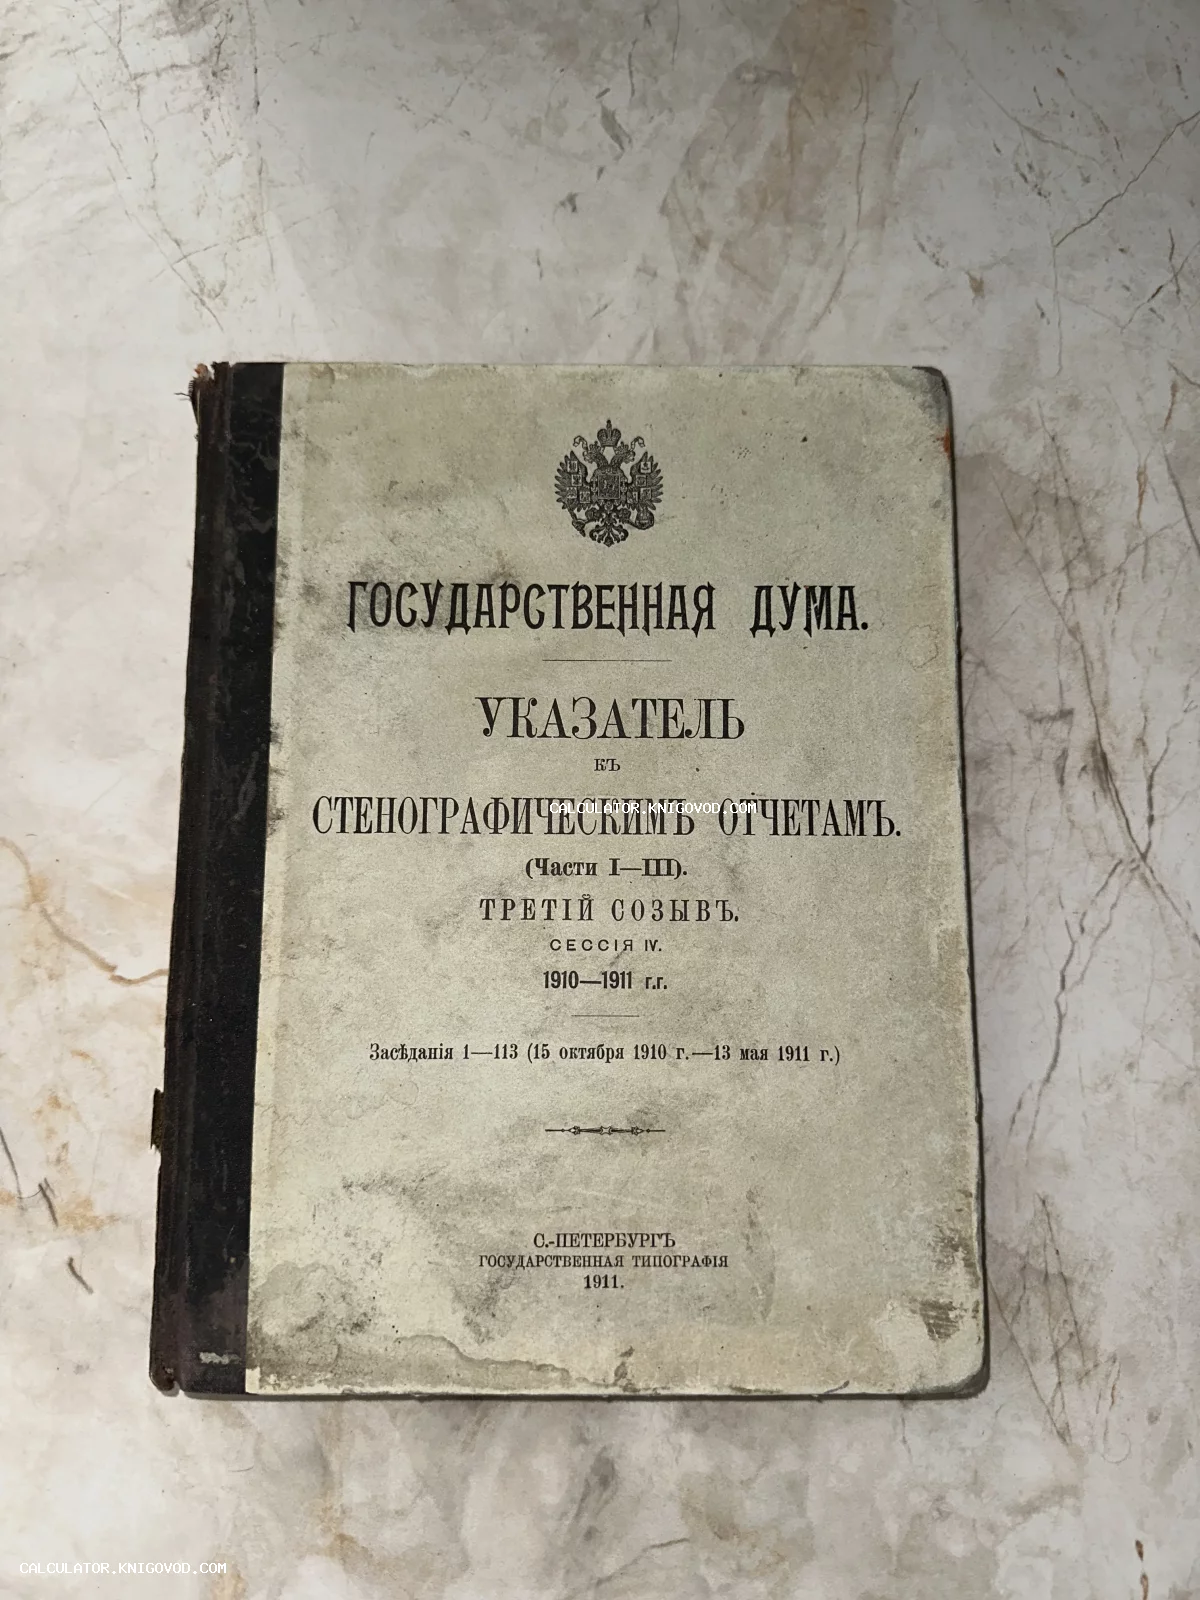 ГОСУДАРСТВЕННАЯ ДУМА.
УКАЗАТЕЛЬ
КЪ
СТЕНОГРАФИЧЕСКИМЪ ОТЧЕТАМЪ.
CALCULATOR.KNIGOVOD.COM
(Части I—III).
ТРЕТІЙ СОЗЫВЪ.
СЕССІЯ IV.
1910—1911 г.г.
Засѣданія 1—113 (15 октября 1910 г.—13 мая 1911 г.)
С.-ПЕТЕРБУРГЪ
ГОСУДАРСТВЕННАЯ ТИПОГРАФІЯ
1911.
CALCULATOR.KNIGOVOD.COM